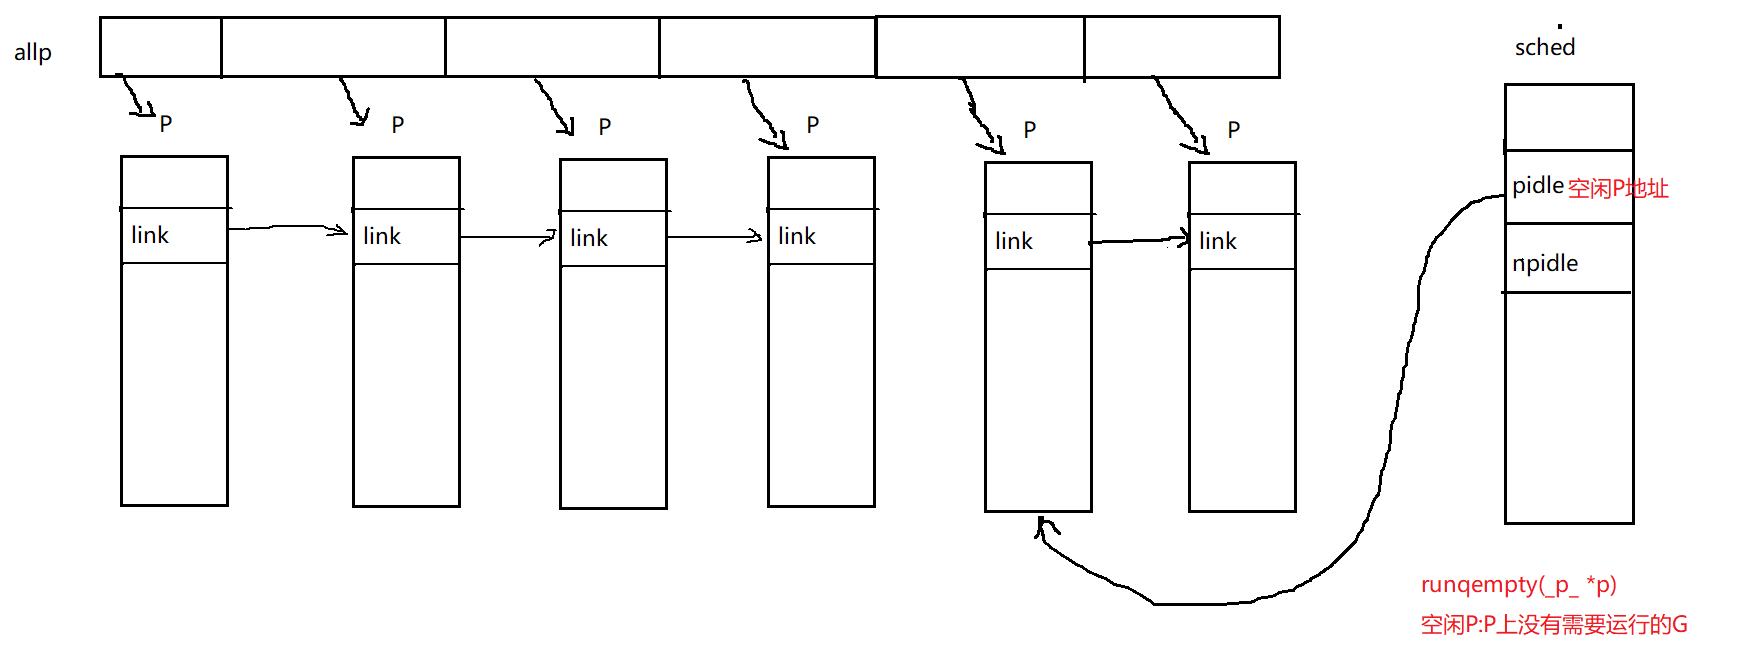 allp
sched
P
P
P
P
P
P
link
link
link
link
link
link
pidle 空闲P地址
npidle
runqempty(_p_ *p)
空闲P:P上没有需要运行的G